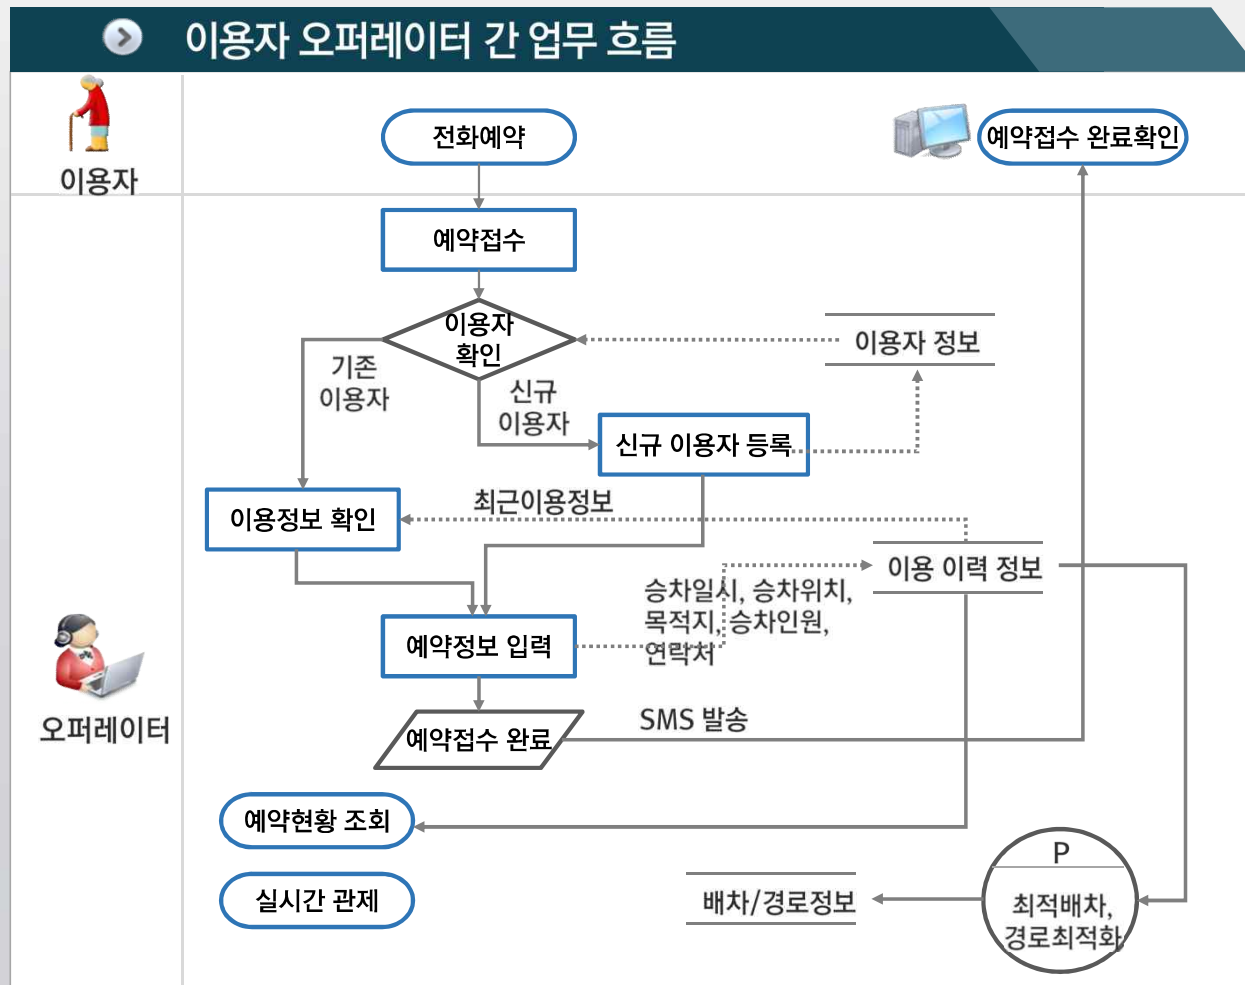 이용자 오퍼레이터 간 업무 흐름
이용자
전화예약
예약접수 완료확인
예약접수
이용자
확인
이용자 정보
기존
이용자
신규
이용자
신규 이용자 등록
최근이용정보
이용정보 확인
이용 이력 정보
승차일시, 승차위치,
목적지, 승차인원,
연락처
예약정보 입력
오퍼레이터
SMS 발송
예약접수 완료
예약현황 조회
P
최적배차,
경로최적화
실시간 관제
배차/경로정보